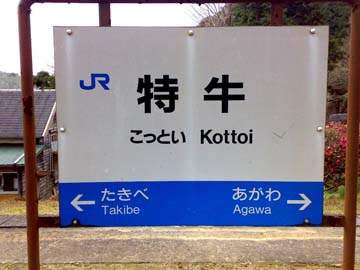 JR
特牛
こっとい Kottoi
← たきべ あがわ →
Takibe Agawa